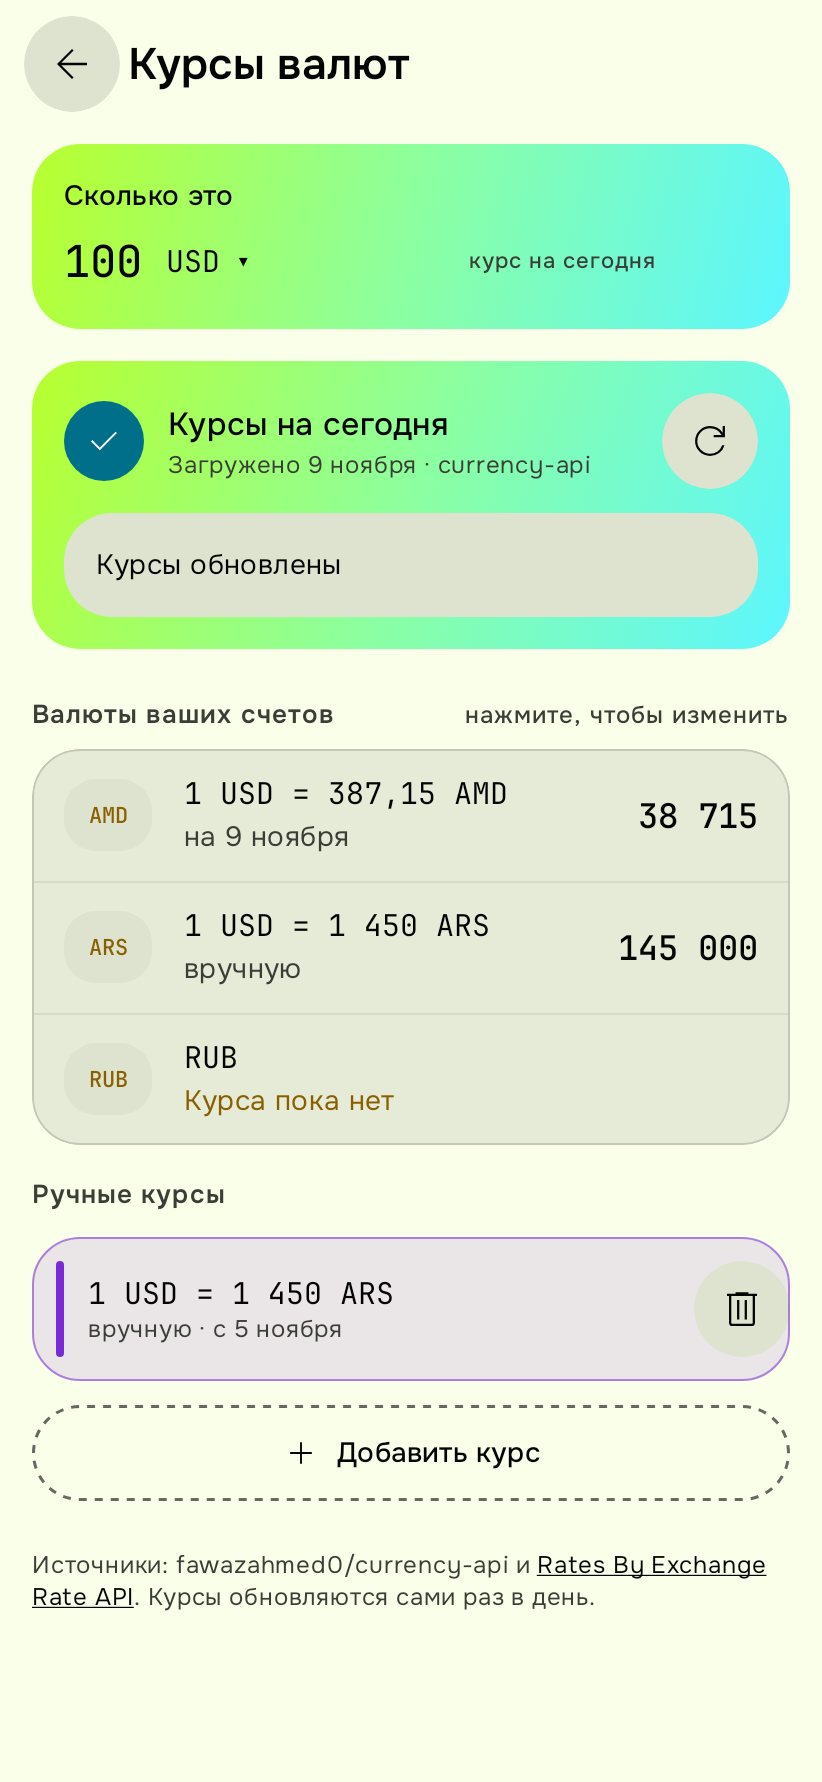 Курсы валют
Сколько это
100 USD ▾
курс на сегодня
Курсы на сегодня
Загружено 9 ноября · currency-api
Курсы обновлены
Валюты ваших счетов
нажмите, чтобы изменить
AMD
1 USD = 387,15 AMD
на 9 ноября
38 715
ARS
1 USD = 1 450 ARS
вручную
145 000
RUB
RUB
Курса пока нет
Ручные курсы
1 USD = 1 450 ARS
вручную · с 5 ноября
Добавить курс
Источники: fawazahmed0/currency-api и Rates By Exchange
Rate API. Курсы обновляются сами раз в день.